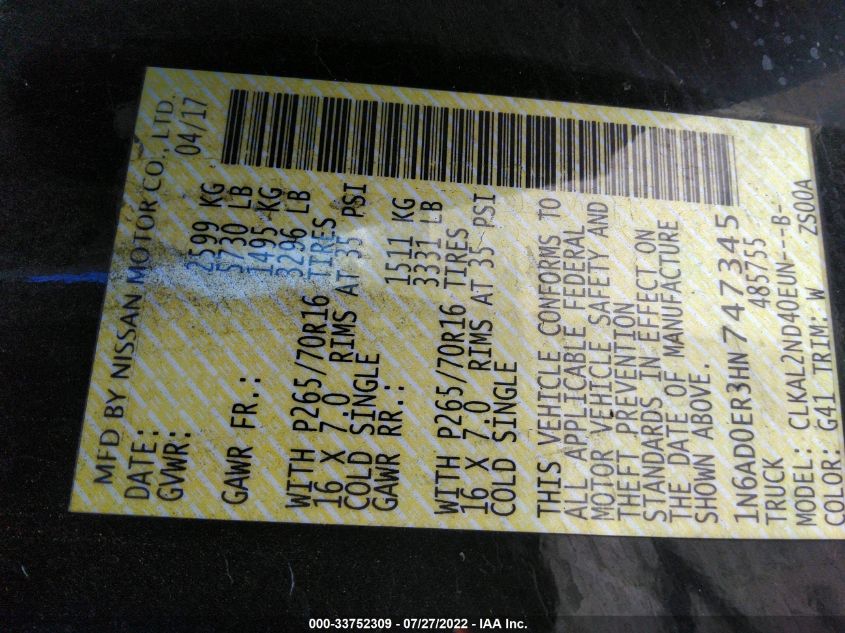 MFD BY NISSAN MOTOR CO., LTD.
DATE: 04/17
GVWR: 2599 KG
5730 LB
GAWR FR.: 1495 KG
3296 LB
WITH P265/70R16 TIRES
16 X 7.0 RIMS AT 35 PSI
COLD SINGLE
GAWR RR.: 1511 KG
3331 LB
WITH P265/70R16 TIRES
16 X 7.0 RIMS AT 35 PSI
COLD SINGLE
THIS VEHICLE CONFORMS TO
ALL APPLICABLE FEDERAL
MOTOR VEHICLE SAFETY AND
THEFT PREVENTION
STANDARDS IN EFFECT ON
THE DATE OF MANUFACTURE
SHOWN ABOVE.
1N6AD0ER3HN747345
TRUCK 485755
MODEL: CLKAL2ND40EUN---B-
COLOR: G41 TRIM: W ZS00A
000-33752309 - 07/27/2022 - IAA Inc.